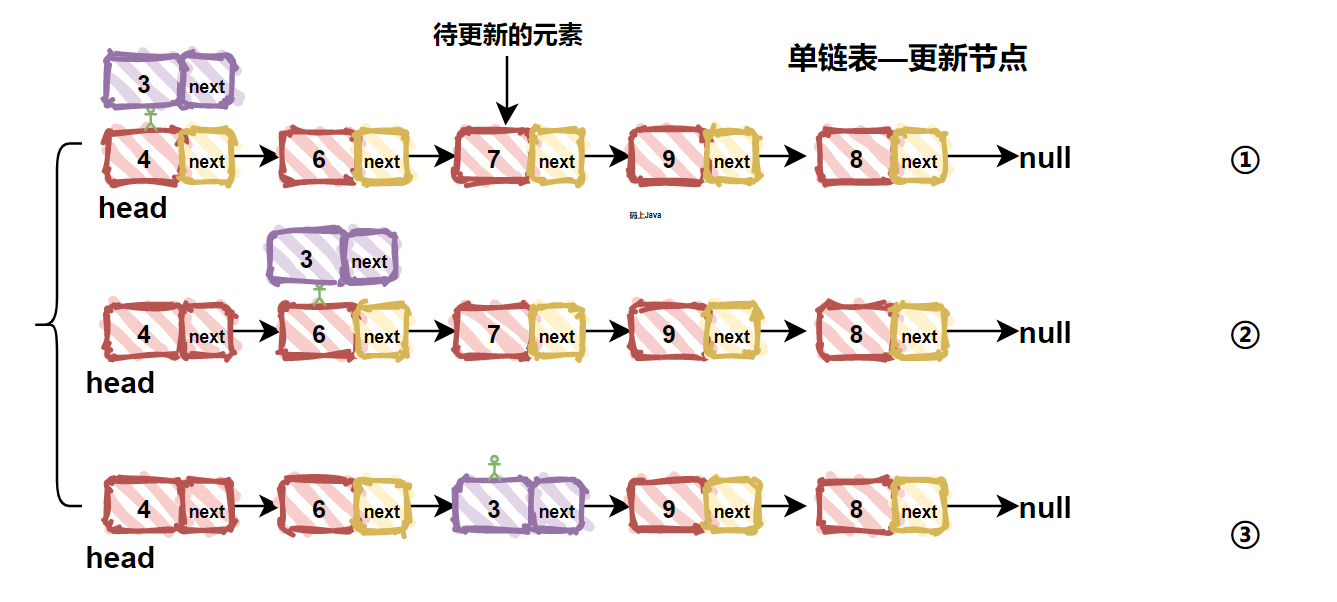 待更新的元素
单链表—更新节点
3 next
4 next 6 next 7 next 9 next 8 next null ①
head
码上Java
3 next
4 next 6 next 7 next 9 next 8 next null ②
head
4 next 6 next 3 next 9 next 8 next null
③
head